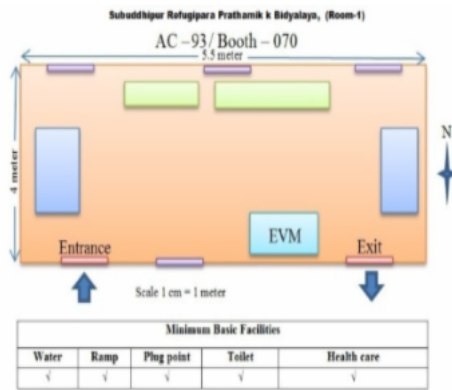 Subuddhipur Refugipara Prathamik k Bidyalaya, (Room-1)
AC –93/ Booth – 070
5.5 meter
4 meter
N
EVM
Entrance
Exit
Scale 1 cm = 1 meter
Minimum Basic Facilities
Water Ramp Plug point Toilet Health care
√ √ √ √ √